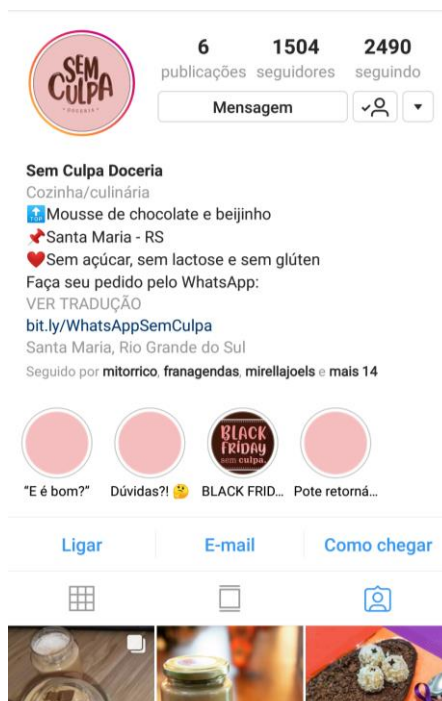 SEM
CULPA
• DOCERIA •
6 1504 2490
publicações seguidores seguindo
Mensagem
Sem Culpa Doceria
Cozinha/culinária
🔝Mousse de chocolate e beijinho
📌Santa Maria - RS
❤️Sem açúcar, sem lactose e sem glúten
Faça seu pedido pelo WhatsApp:
VER TRADUÇÃO
bit.ly/WhatsAppSemCulpa
Santa Maria, Rio Grande do Sul
Seguido por mitorrico, franagendas, mirellajoels e mais 14
BLACK
FRIDAY
sem culpa.
"E é bom?" Dúvidas?! 🤔 BLACK FRID... Pote retorná...
Ligar E-mail Como chegar